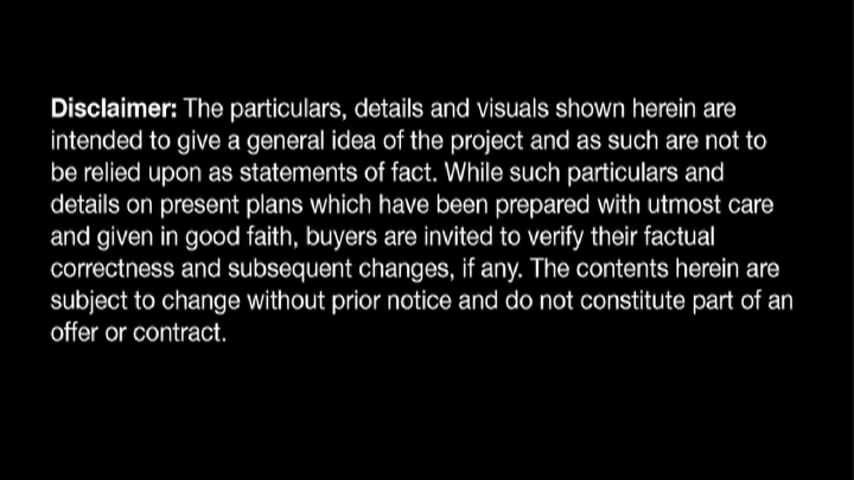 Disclaimer: The particulars, details and visuals shown herein are
intended to give a general idea of the project and as such are not to
be relied upon as statements of fact. While such particulars and
details on present plans which have been prepared with utmost care
and given in good faith, buyers are invited to verify their factual
correctness and subsequent changes, if any. The contents herein are
subject to change without prior notice and do not constitute part of an
offer or contract.